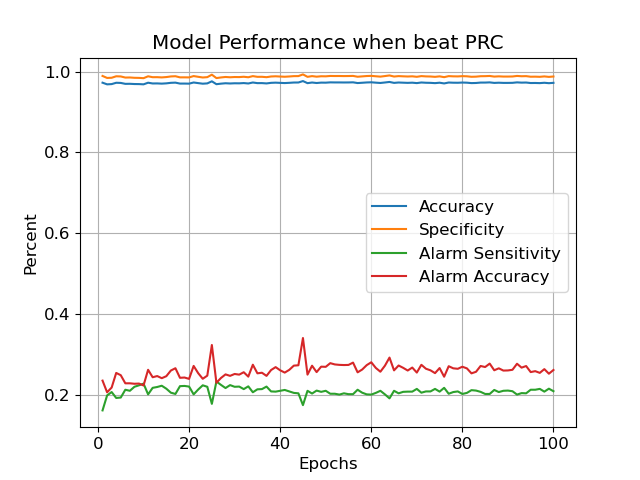 Model Performance when beat PRC
1.0
0.8
0.6
0.4
0.2
Percent
Accuracy
Specificity
Alarm Sensitivity
Alarm Accuracy
0 20 40 60 80 100
Epochs